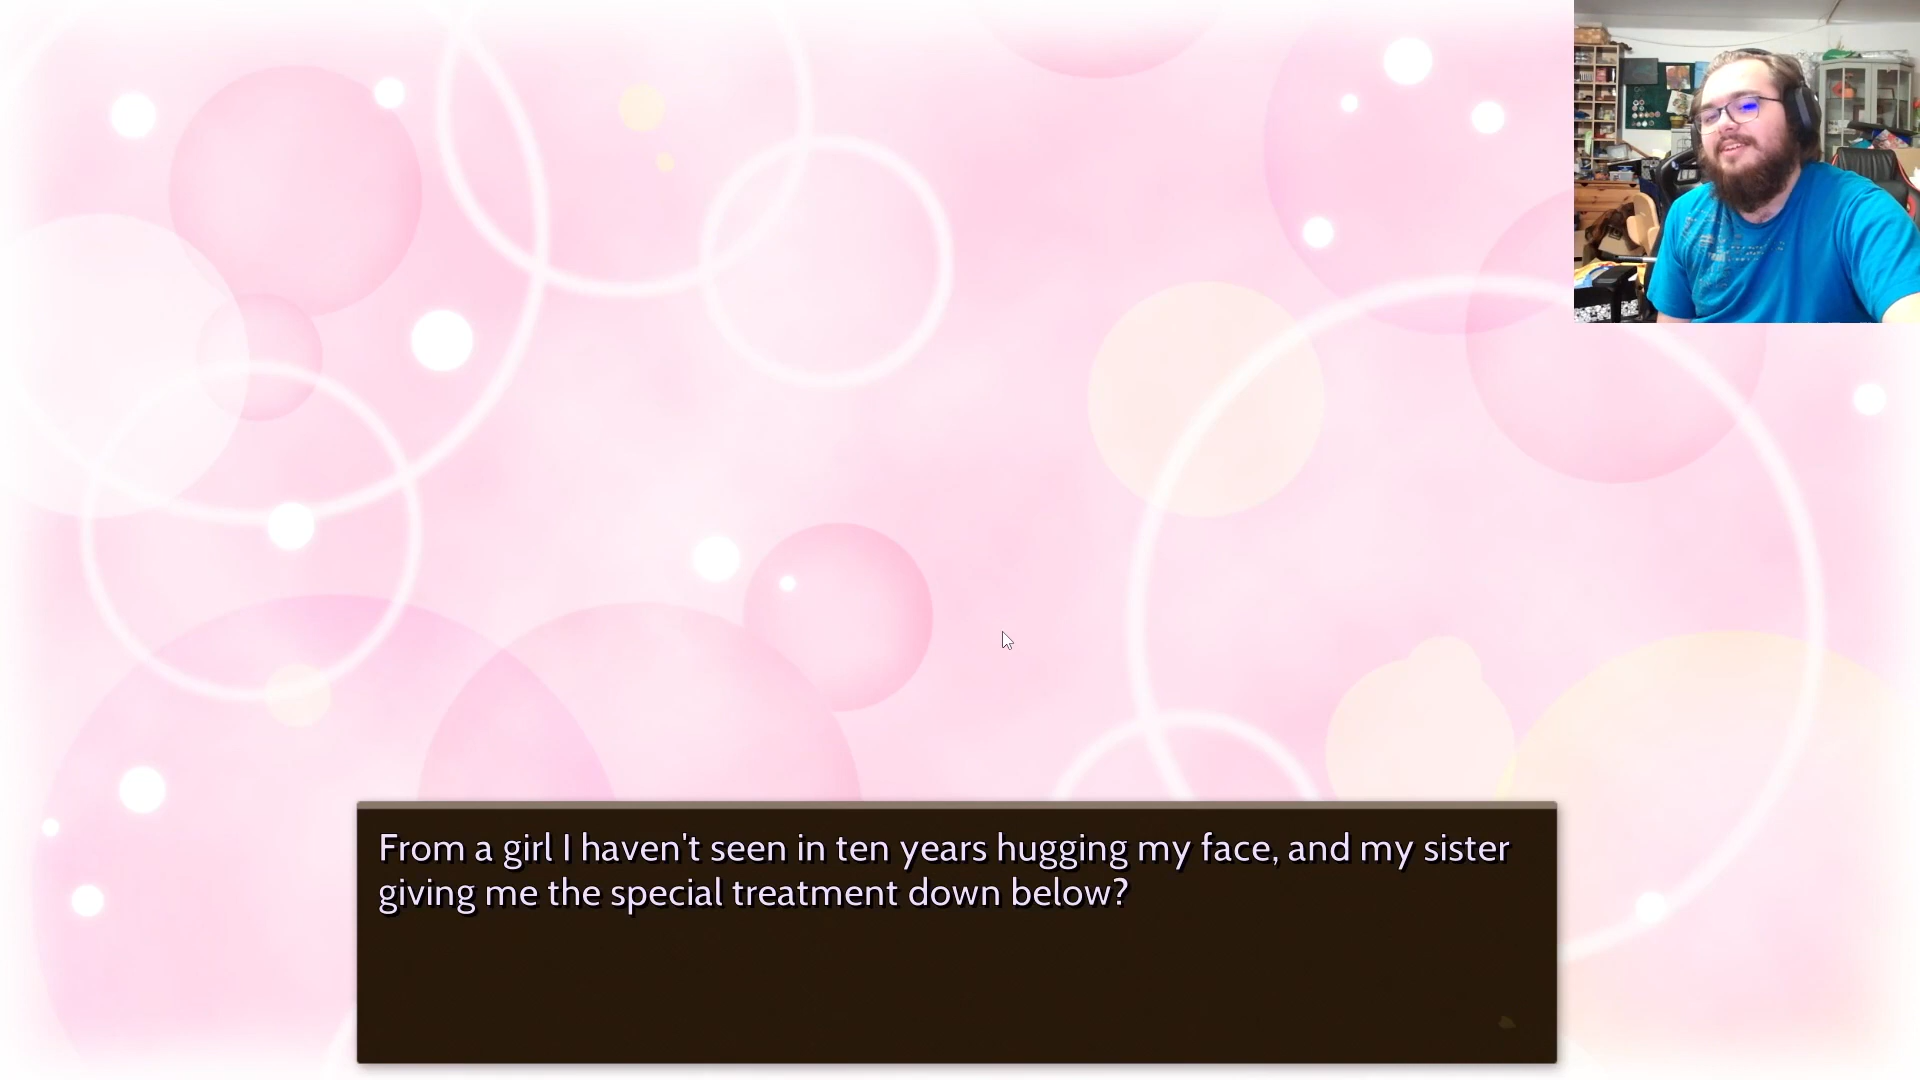 From a girl I haven't seen in ten years hugging my face, and my sister
giving me the special treatment down below?